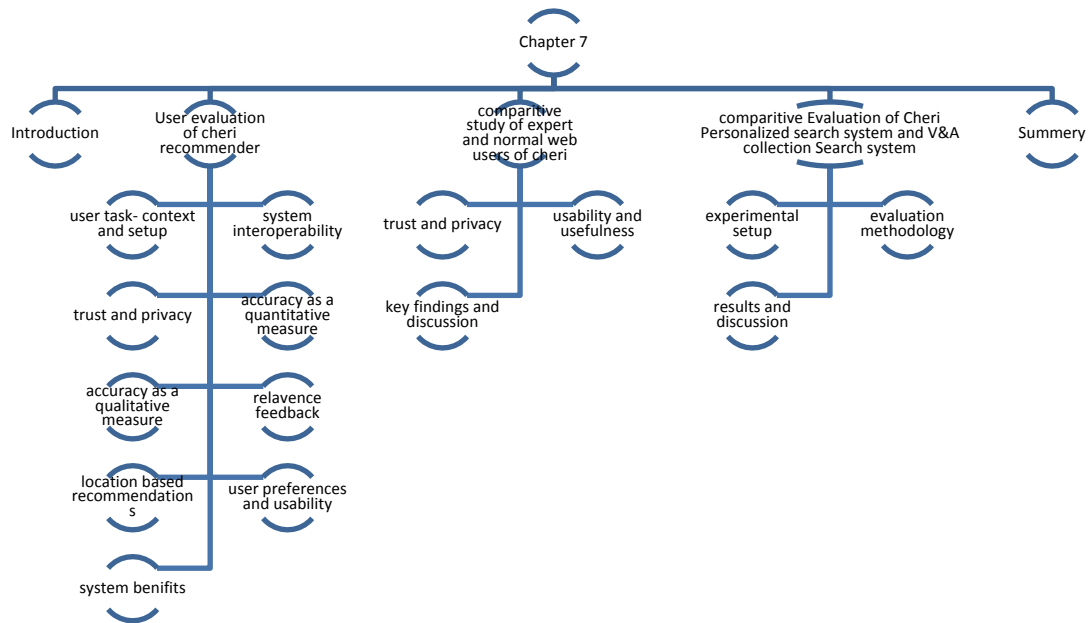 Chapter 7
Introduction
User evaluation
of cheri
recommender
comparitive
study of expert
and normal web
users of cheri
comparitive Evaluation of Cheri
Personalized search system and V&A
collection Search system
Summery
user task- context
and setup
system
interoperability
trust and privacy
accuracy as a
quantitative
measure
accuracy as a
qualitative
measure
relavence
feedback
location based
recommendation
s
user preferences
and usability
system benifits
trust and privacy
usability and
usefulness
key findings and
discussion
experimental
setup
evaluation
methodology
results and
discussion